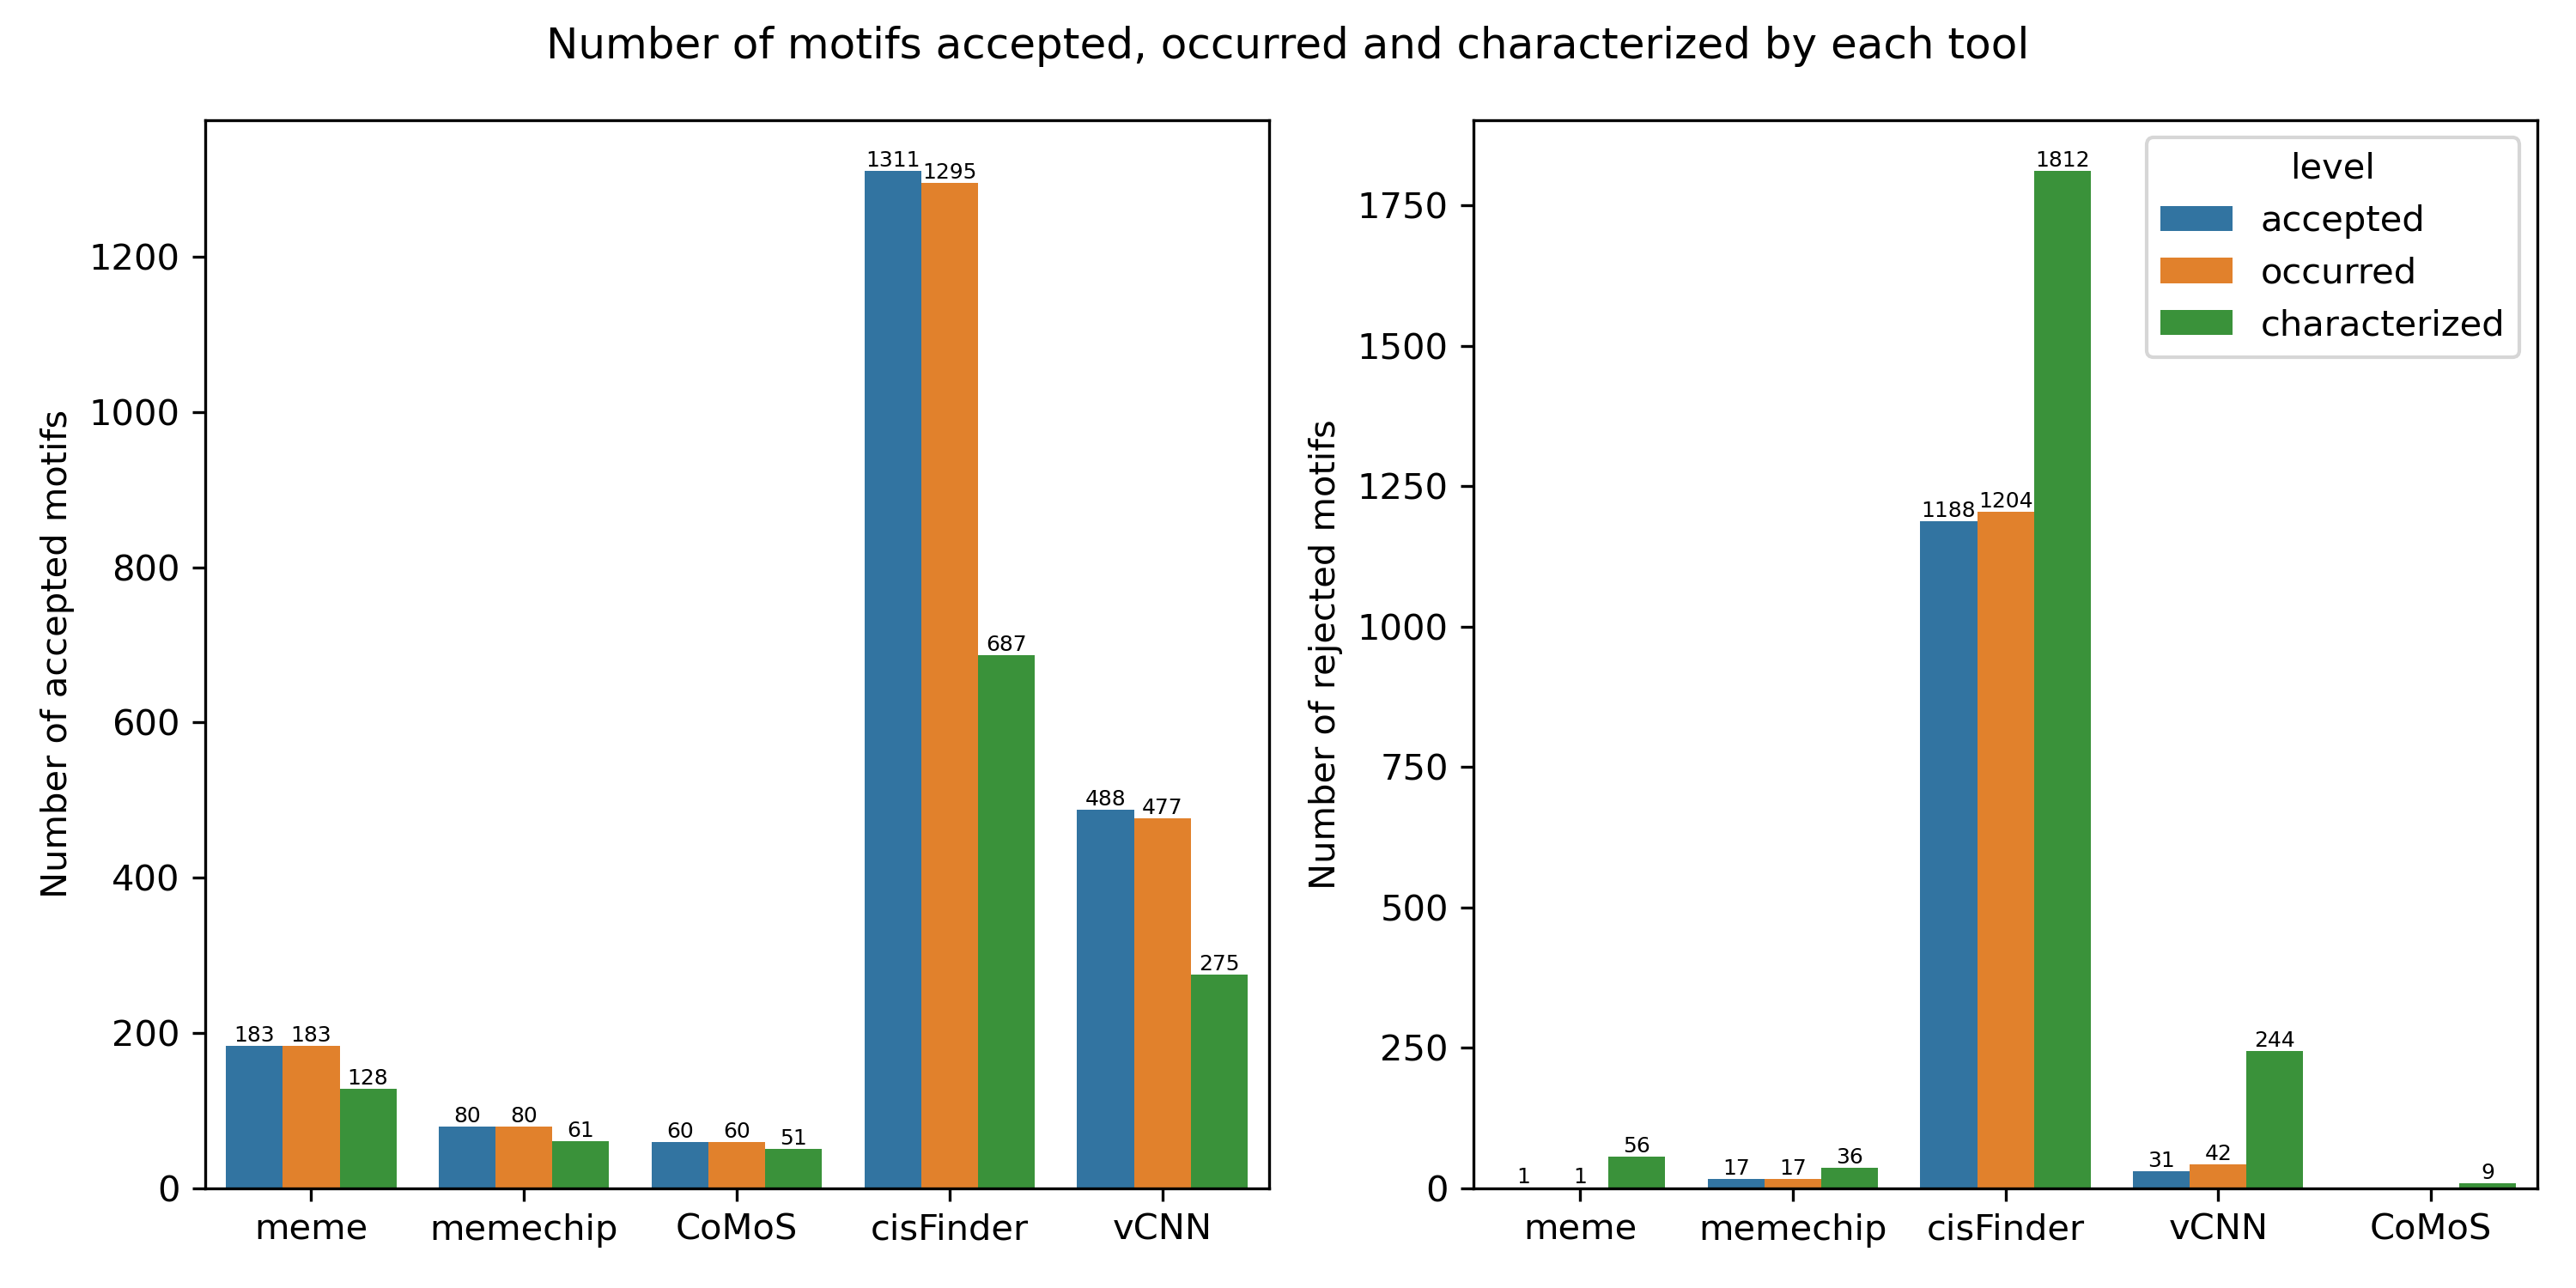 Number of motifs accepted, occurred and characterized by each tool
Number of accepted motifs
1200
1000
800
600
400
200
0
183 183 128
80 80 61
60 60 51
1311 1295 687
488 477 275
meme memechip CoMoS cisFinder vCNN
Number of rejected motifs
1750
1500
1250
1000
750
500
250
0
1 1 56
17 17 36
1188 1204 1812
31 42 244
9
meme memechip cisFinder vCNN CoMoS
level
accepted
occurred
characterized